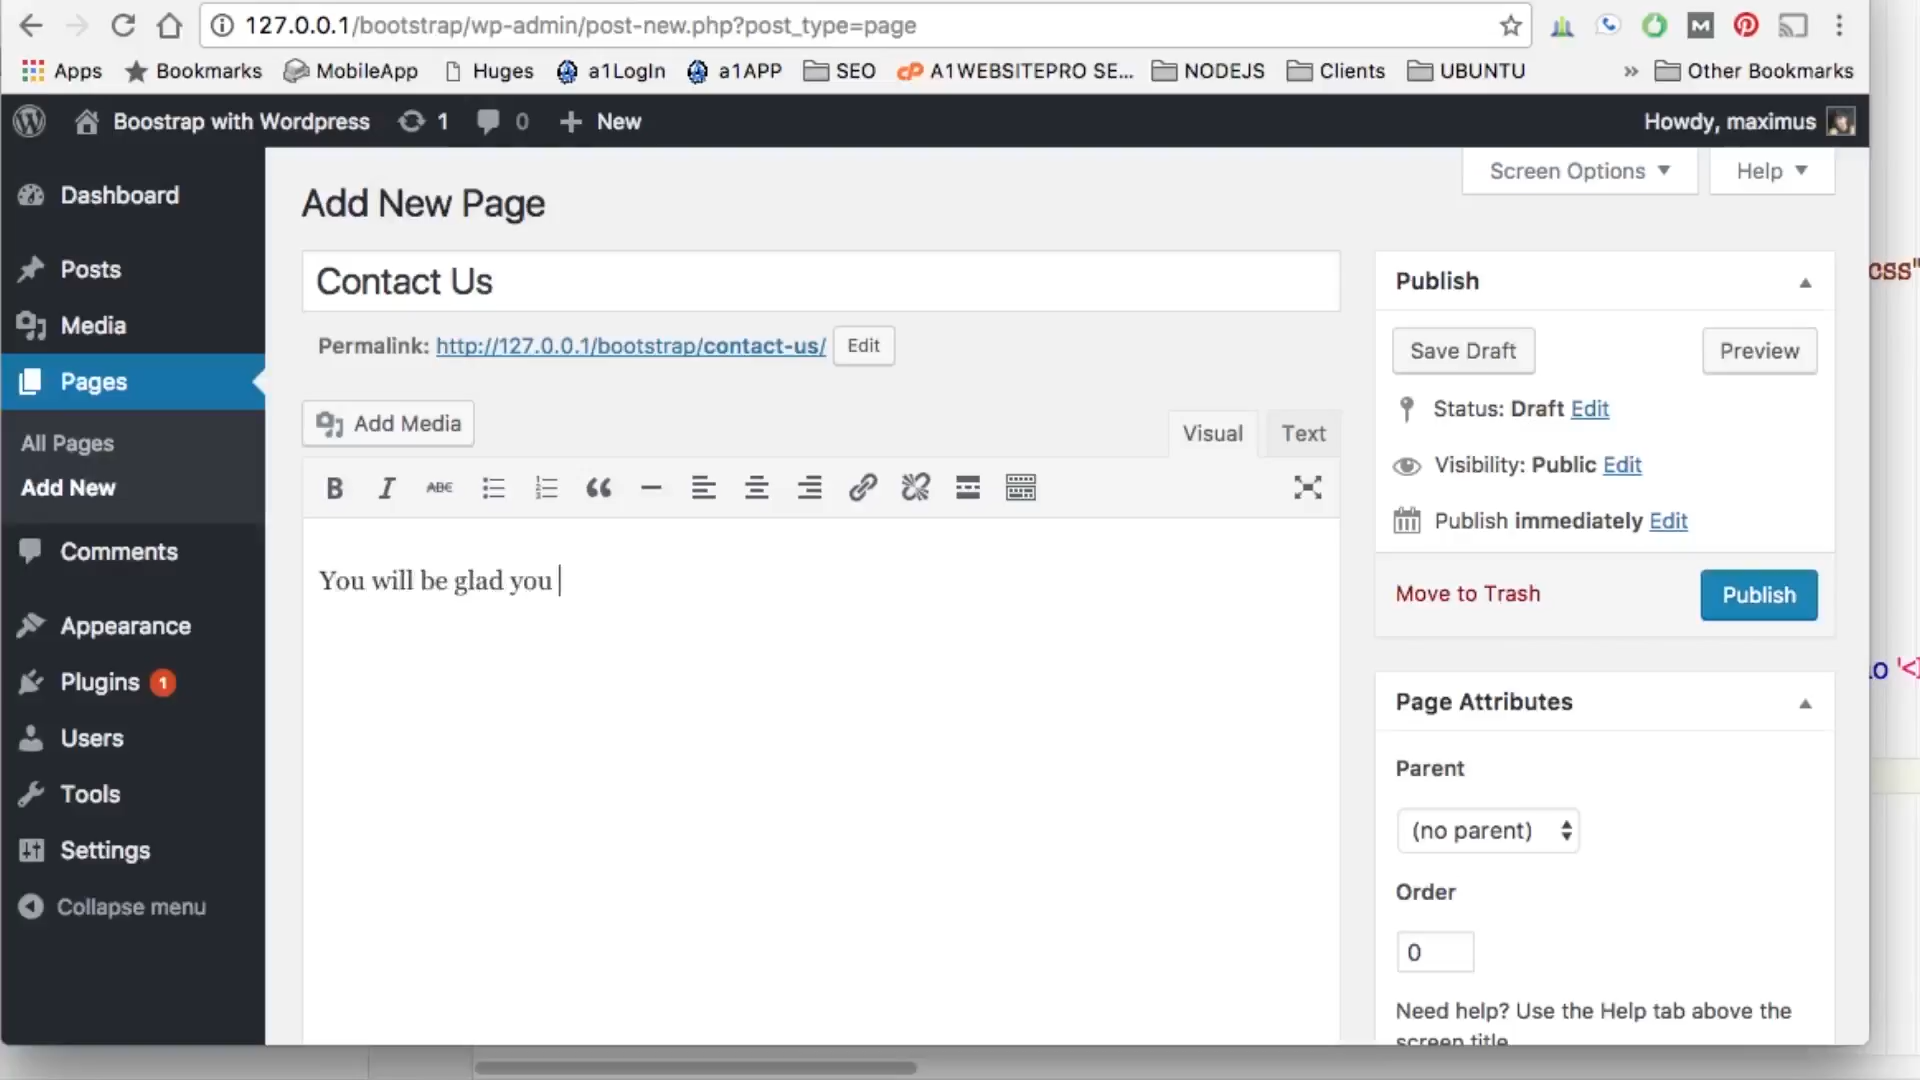 127.0.0.1/bootstrap/wp-admin/post-new.php?post_type=page
Apps Bookmarks MobileApp Huges a1LogIn a1APP SEO A1WEBSITEPRO SE... NODEJS Clients UBUNTU » Other Bookmarks
Boostrap with Wordpress 1 0 New Howdy, maximus
Screen Options Help
Dashboard
Posts
Media
Pages
All Pages
Add New
Comments
Appearance
Plugins 1
Users
Tools
Settings
Collapse menu
Add New Page
Contact Us
Permalink: http://127.0.0.1/bootstrap/contact-us/ Edit
Add Media
Visual Text
B I ABC
You will be glad you
Publish
Save Draft Preview
Status: Draft Edit
Visibility: Public Edit
Publish immediately Edit
Move to Trash Publish
Page Attributes
Parent
(no parent)
Order
0
Need help? Use the Help tab above the
screen title.
css"